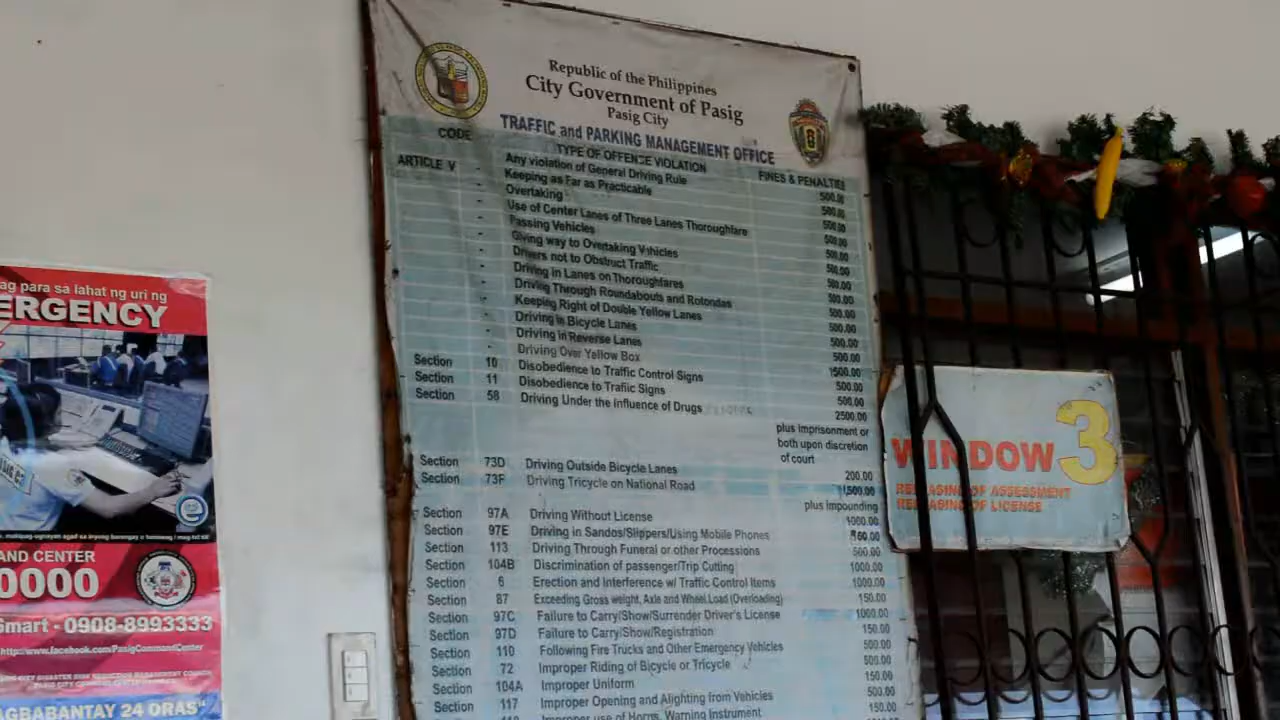 Republic of the Philippines
City Government of Pasig
Pasig City
TRAFFIC and PARKING MANAGEMENT OFFICE
CODE TYPE OF OFFENSE VIOLATION FINES & PENALTIES
ARTICLE V - Any violation of General Driving Rule 500.00
- Keeping as Far as Practicable 500.00
- Overtaking 500.00
- Use of Center Lanes of Three Lanes Thoroughfare 500.00
- Passing Vehicles 500.00
- Giving way to Overtaking Vehicles 500.00
- Drivers not to Obstruct Traffic 500.00
- Driving in Lanes on Thoroughfares 500.00
- Driving Through Roundabouts and Rotondas 500.00
- Keeping Right of Double Yellow Lanes 500.00
- Driving in Bicycle Lanes 500.00
- Driving in Reverse Lanes 500.00
- Driving Over Yellow Box 500.00
Section 10 Disobedience to Traffic Control Signs 500.00
Section 11 Disobedience to Traffic Signs 500.00
Section 58 Driving Under the Influence of Drugs 2500.00
plus imprisonment or
both upon discretion
of court
Section 73D Driving Outside Bicycle Lanes 200.00
Section 73F Driving Tricycle on National Road 1,500.00
plus impounding
Section 97A Driving Without License 1000.00
Section 97E Driving in Sandos/Slippers/Using Mobile Phones
Section 113 Driving Through Funeral or other Processions 500.00
Section 104B Discrimination of passenger/Trip Cutting 1000.00
Section 6 Erection and Interference w/ Traffic Control Items 1000.00
Section 87 Exceeding Gross weight, Axle and Wheel Load (Overloading) 150.00
Section 97C Failure to Carry/Show/Surrender Driver's License 1000.00
Section 97D Failure to Carry/Show/Registration 150.00
Section 110 Following Fire Trucks and Other Emergency Vehicles 500.00
Section 72 Improper Riding of Bicycle or Tricycle 500.00
Section 104A Improper Uniform 150.00
Section 117 Improper Opening and Alighting from Vehicles 500.00
Improper use of Horns, Warning Instrument 150.00
WINDOW 3
RELEASING OF ASSESSMENT
RELEASING OF LICENSE
ag para sa lahat ng uri ng
ERGENCY
AND CENTER
0000
Smart - 0908-8993333
http://www.facebook.com/PasigCommandCenter
AGBABANTAY 24 ORAS"